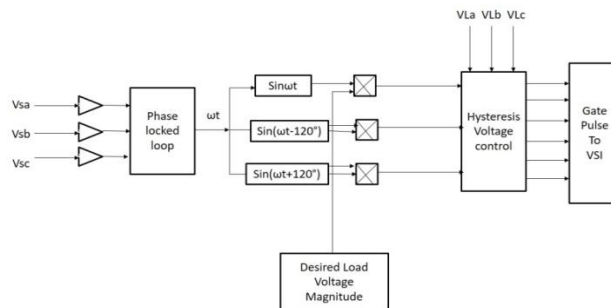 VLa VLb VLc
Vsa
Vsb
Vsc
Phase
locked
loop
ωt
Sinωt
Sin(ωt-120°)
Sin(ωt+120°)
Hysteresis
Voltage
control
Gate
Pulse
To
VSI
Desired Load
Voltage
Magnitude